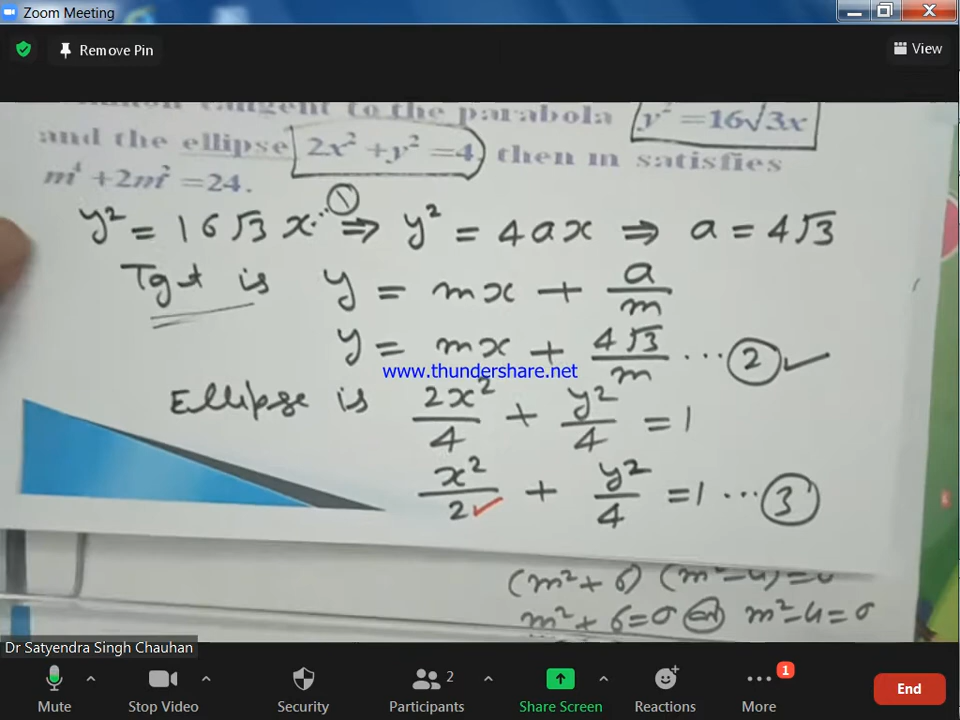 Zoom Meeting
Remove Pin
View
tangent to the parabola y² =16√3x
and the ellipse 2x² +y² =4, then m satisfies
m⁴ +2m² =24.
y² = 16√3 x ... ① ⇒ y² = 4ax ⇒ a = 4√3
Tgt is y = mx + a/m
y = mx + 4√3/m ... ② ✓
www.thundershare.net
Ellipse is 2x²/4 + y²/4 = 1
x²/2 ✓ + y²/4 = 1 ... ③
(m² + 6) (m² - 4) = 0
m² + 6 = 0 or m² - 4 = 0
Dr Satyendra Singh Chauhan
Mute
Stop Video
Security
2
Participants
Share Screen
Reactions
1
More
End